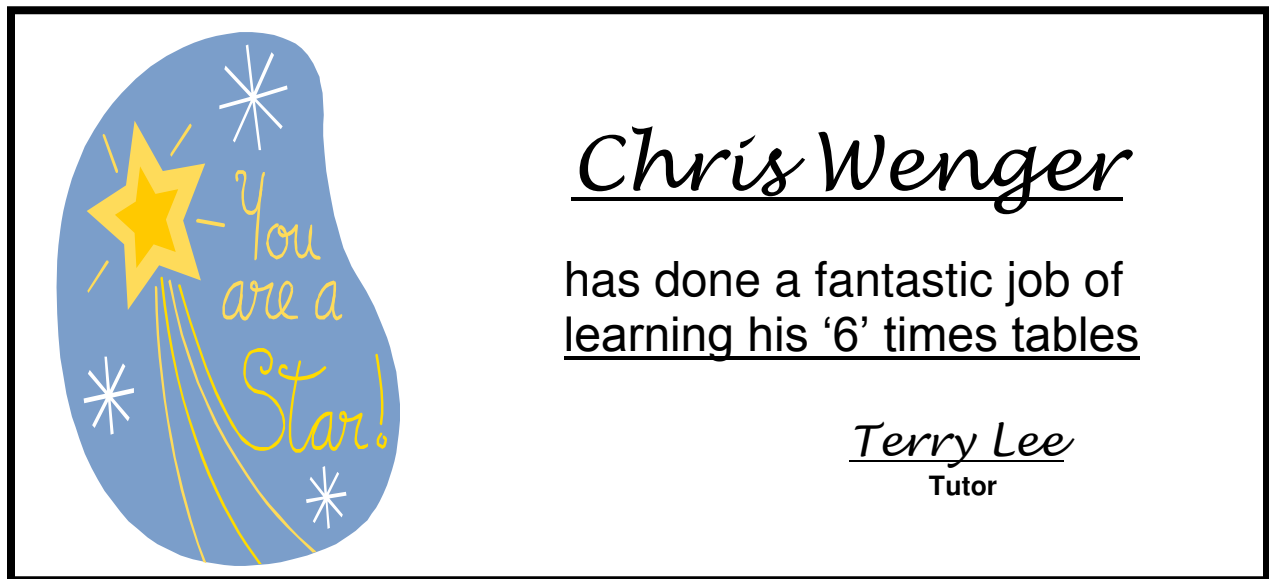 You
are a
Star!
Chris Wenger
has done a fantastic job of
learning his ‘6’ times tables
Terry Lee
Tutor